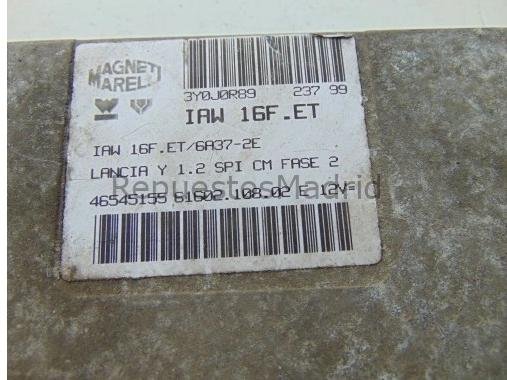 MAGNETI
MARELLI
3Y0J0R89 237 99
IAW 16F.ET
IAW 16F.ET/6A37-2E
LANCIA Y 1.2 SPI CM FASE 2
RepuestosMadrid
46545155 61602.108.02 E 12V=